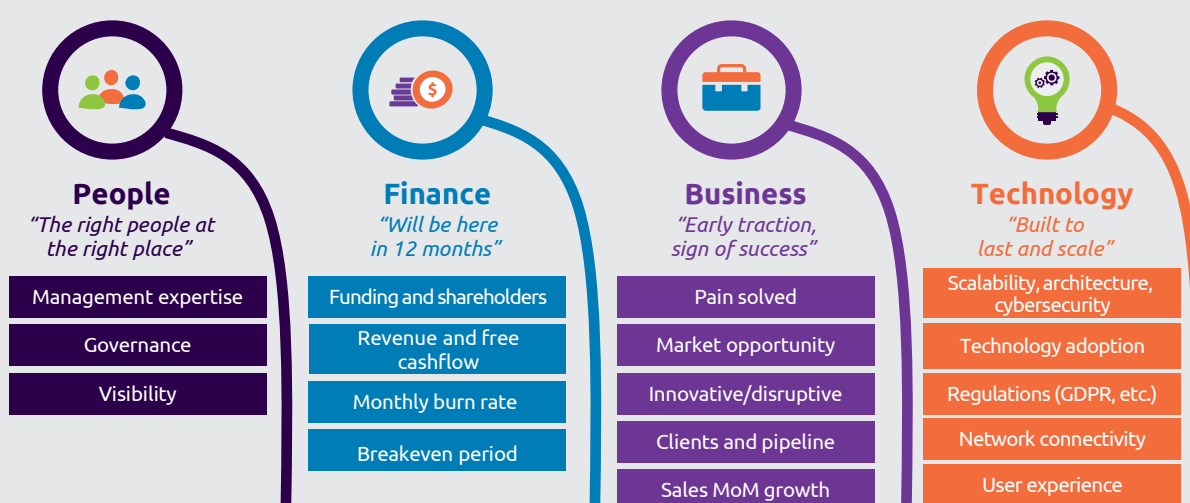 $
People
“The right people at
the right place”
Management expertise
Governance
Visibility
Finance
“Will be here
in 12 months”
Funding and shareholders
Revenue and free
cashflow
Monthly burn rate
Breakeven period
Business
“Early traction,
sign of success”
Pain solved
Market opportunity
Innovative/disruptive
Clients and pipeline
Sales MoM growth
Technology
“Built to
last and scale”
Scalability, architecture,
cybersecurity
Technology adoption
Regulations (GDPR, etc.)
Network connectivity
User experience